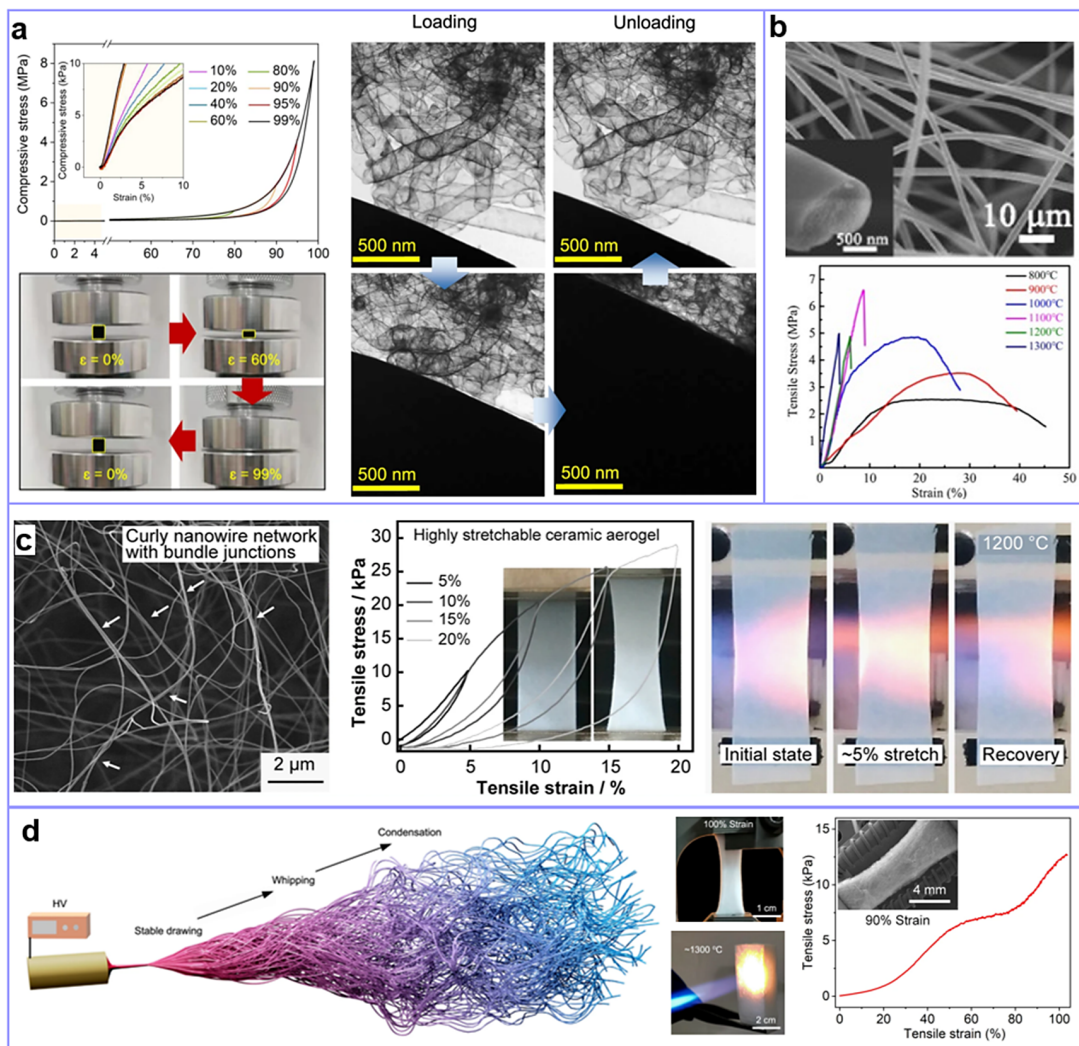 a
Compressive stress (MPa)
8
6
4
2
0
0 2 4 60 70 80 90 100
Compressive stress (kPa)
10
5
0
0 5 10
Strain (%)
10% 80%
20% 90%
40% 95%
60% 99%
ε = 0%
ε = 60%
ε = 0%
ε = 99%
Loading
Unloading
500 nm
500 nm
500 nm
500 nm
b
500 nm
10 μm
Tensile Stress (MPa)
7
6
5
4
3
2
1
0 10 20 30 40 50
Strain (%)
800℃
900℃
1000℃
1100℃
1200℃
1300℃
c
Curly nanowire network
with bundle junctions
2 μm
Highly stretchable ceramic aerogel
Tensile stress / kPa
30
25
20
15
10
5
0
0 5 10 15 20
Tensile strain / %
5%
10%
15%
20%
1200 °C
Initial state
~5% stretch
Recovery
d
HV
Stable drawing
Whipping
Condensation
100% Strain
1 cm
~1300 °C
2 cm
Tensile stress (kPa)
15
10
5
0
0 20 40 60 80 100
Tensile strain (%)
4 mm
90% Strain